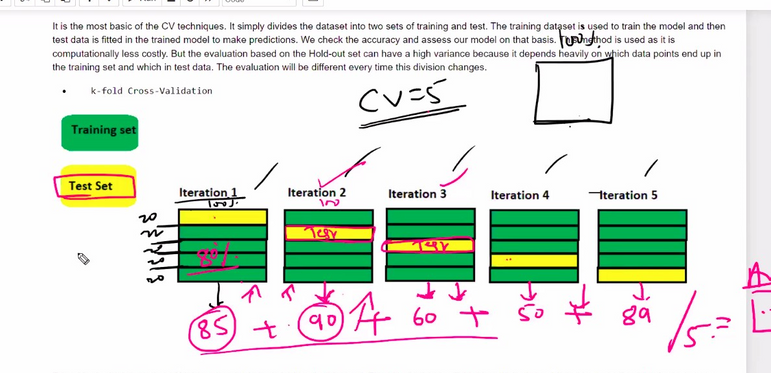 It is the most basic of the CV techniques. It simply divides the dataset into two sets of training and test. The training dataset is used to train the model and then
test data is fitted in the trained model to make predictions. We check the accuracy and assess our model on that basis. This method is used as it is
computationally less costly. But the evaluation based on the Hold-out set can have a high variance because it depends heavily on which data points end up in
the training set and which in test data. The evaluation will be different every time this division changes.
100%
• k-fold Cross-Validation
CV=5
Training set
Test Set
Iteration 1 Iteration 2 Iteration 3 Iteration 4 Iteration 5
100% 100
20
20
20
20
Test
Test
80%
85 + 90 + 60 + 50 + 89 /5 =
A